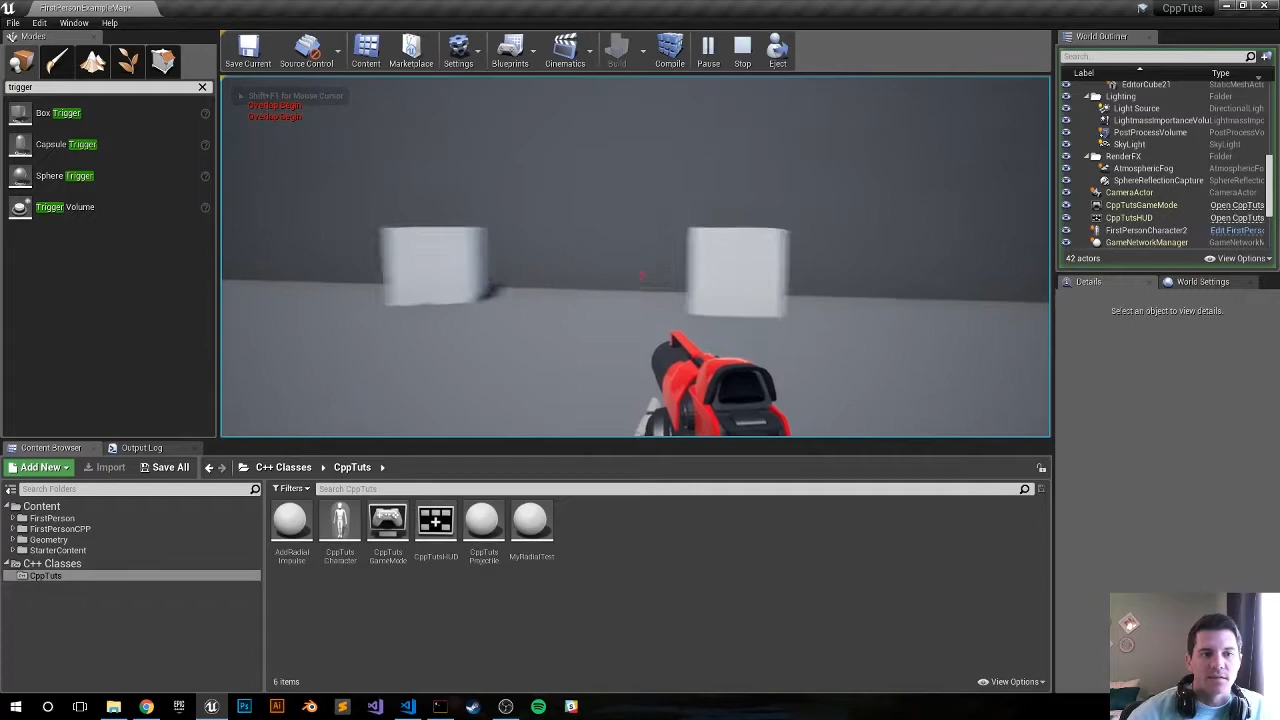 FirstPersonExampleMap*
CppTuts
File Edit Window Help
Modes
trigger
Box Trigger
Capsule Trigger
Sphere Trigger
Trigger Volume
Save Current
Source Control
Content
Marketplace
Settings
Blueprints
Cinematics
Build
Compile
Pause
Stop
Eject
Shift+F1 for Mouse Cursor
Overlap Begin
Overlap Begin
World Outliner
Search...
Label Type
EditorCube21 StaticMeshAc
Lighting Folder
Light Source DirectionalLigh
LightmassImportanceVolu LightmassImpo
PostProcessVolume PostProcessVo
SkyLight SkyLight
RenderFX Folder
AtmosphericFog AtmosphericFo
SphereReflectionCapture SphereReflecti
CameraActor CameraActor
CppTutsGameMode Open CppTuts
CppTutsHUD Open CppTuts
FirstPersonCharacter2 Edit FirstPers
GameNetworkManager GameNetworkM
42 actors View Options
Details World Settings
Select an object to view details.
Content Browser Output Log
Add New Import Save All C++ Classes CppTuts
Search Folders
Filters Search CppTuts
Content
FirstPerson
FirstPersonCPP
Geometry
StarterContent
C++ Classes
CppTuts
AddRadial
Impulse
CppTuts
Character
CppTuts
GameMode
CppTutsHUD
CppTuts
Projectile
MyRadialTest
6 items View Options